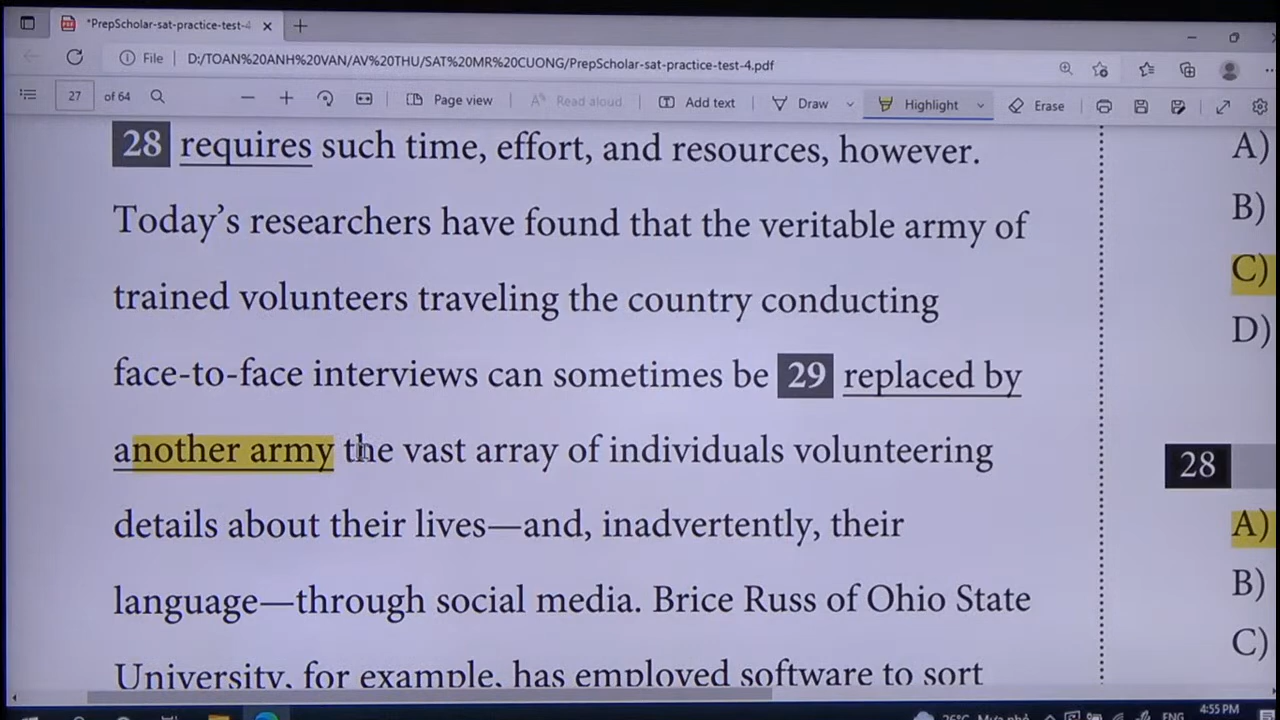 *PrepScholar-sat-practice-test-4
File
D:/TOAN%20ANH%20VAN/AV%20THU/SAT%20MR%20CUONG/PrepScholar-sat-practice-test-4.pdf
27 of 64
Page view
Read aloud
Add text
Draw
Highlight
Erase
28 requires such time, effort, and resources, however.
Today’s researchers have found that the veritable army of
trained volunteers traveling the country conducting
face-to-face interviews can sometimes be 29 replaced by
another army the vast array of individuals volunteering
details about their lives—and, inadvertently, their
language—through social media. Brice Russ of Ohio State
University, for example, has employed software to sort
A)
B)
C)
D)
28
A)
B)
C)
26°C Mưa nhỏ
ENG
4:55 PM